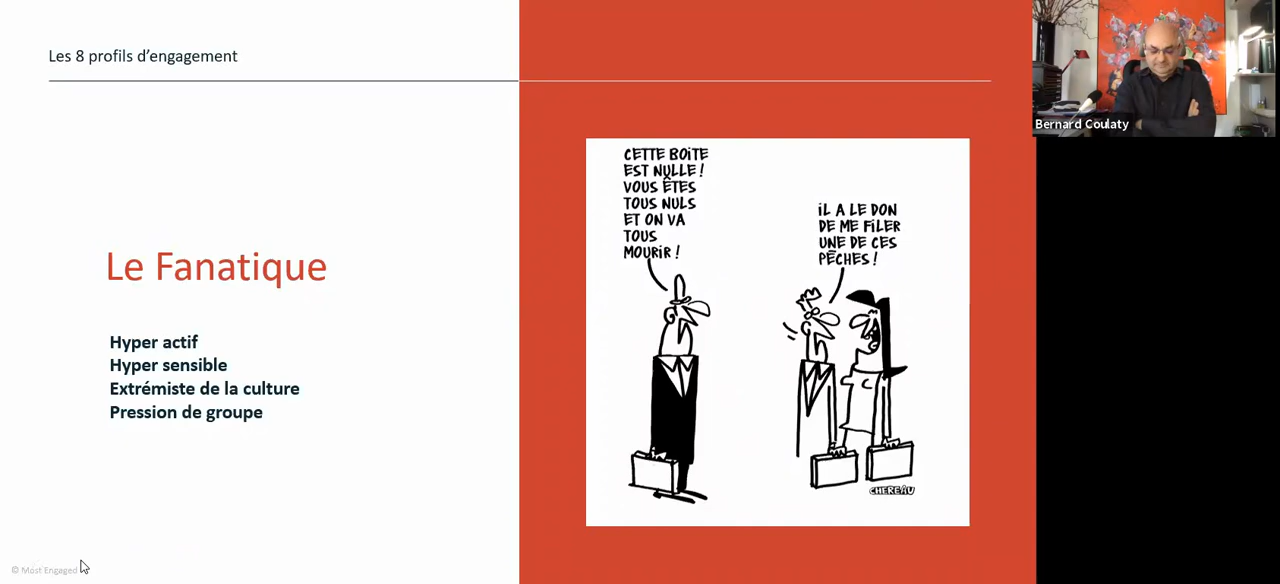 Les 8 profils d’engagement
Le Fanatique
Hyper actif
Hyper sensible
Extrémiste de la culture
Pression de groupe
© Most Engaged
CETTE BOiTE
EST NULLE !
VOUS ÊTES
TOUS NULS
ET ON VA
TOUS
MOURiR !
iL A LE DON
DE ME FiLER
UNE DE CES
PÊCHES !
CHEREAU
Bernard Coulaty